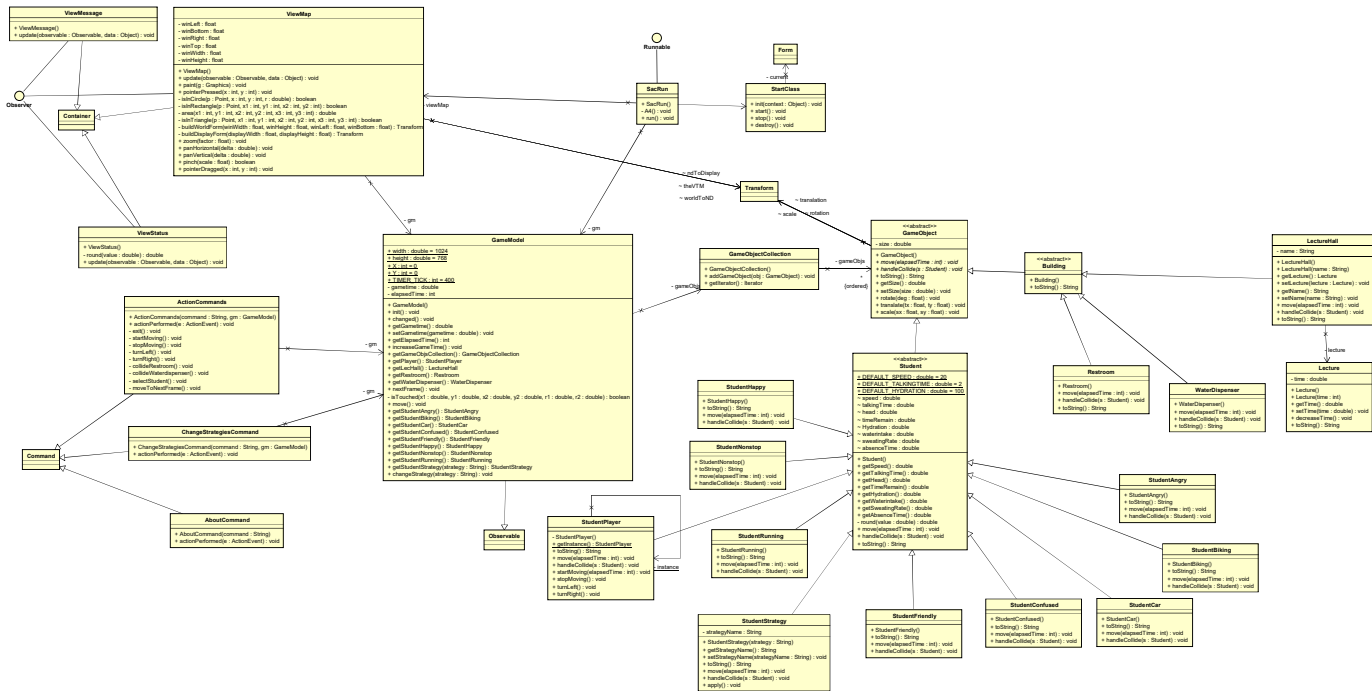 ViewMessage
+ ViewMessage()
+ update(observable : Observable, data : Object) : void
Observer
Container
ViewStatus
+ ViewStatus()
- round(value : double) : double
+ update(observable : Observable, data : Object) : void
ViewMap
- winLeft : float
- winBottom : float
- winRight : float
- winTop : float
- winWidth : float
- winHeight : float
+ ViewMap()
+ update(observable : Observable, data : Object) : void
+ paint(g : Graphics) : void
+ pointerPressed(x : int, y : int) : void
- isInCircle(p : Point, x : int, y : int, r : double) : boolean
- isInRectangle(p : Point, x1 : int, y1 : int, x2 : int, y2 : int) : boolean
- area(x1 : int, y1 : int, x2 : int, y2 : int, x3 : int, y3 : int) : double
- isInTriangle(p : Point, x1 : int, y1 : int, x2 : int, y2 : int, x3 : int, y3 : int) : boolean
- buildWorldForm(winWidth : float, winHeight : float, winLeft : float, winBottom : float) : Transform
- buildDisplayForm(displayWidth : float, displayHeight : float) : Transform
+ zoom(factor : float) : void
+ panHorizontal(delta : double) : void
+ panVertical(delta : double) : void
+ pinch(scale : float) : boolean
+ pointerDragged(x : int, y : int) : void
- viewMap
Runnable
SacRun
+ SacRun()
- A4() : void
+ run() : void
Form
- current
StartClass
+ init(context : Object) : void
+ start() : void
+ stop() : void
+ destroy() : void
~ ndToDisplay
~ theVTM
~ worldToND
Transform
~ translation
~ scale
~ rotation
- gm
- gm
GameModel
+ width : double = 1024
+ height : double = 768
+ X : int = 0
+ Y : int = 0
+ TIMER_TICK : int = 400
- gametime : double
- elapsedTime : int
+ GameModel()
+ init() : void
+ changed() : void
+ getGametime() : double
+ setGametime(gametime : double) : void
+ getElapsedTime() : int
+ increaseGameTime() : void
+ getGameObjsCollection() : GameObjectCollection
+ getPlayer() : StudentPlayer
+ getLecHall() : LectureHall
+ getRestroom() : Restroom
+ getWaterDispenser() : WaterDispenser
+ nextFrame() : void
- isTouched(x1 : double, y1 : double, x2 : double, y2 : double, r1 : double, r2 : double) : boolean
+ move() : void
+ getStudentAngry() : StudentAngry
+ getStudentBiking() : StudentBiking
+ getStudentCar() : StudentCar
+ getStudentConfused() : StudentConfused
+ getStudentFriendly() : StudentFriendly
+ getStudentHappy() : StudentHappy
+ getStudentNonstop() : StudentNonstop
+ getStudentRunning() : StudentRunning
+ getStudentStrategy(strategy : String) : StudentStrategy
+ changeStrategy(strategy : String) : void
Observable
- gameObjs
GameObjectCollection
+ GameObjectCollection()
+ addGameObject(obj : GameObject) : void
+ getIterator() : Iterator
- gameObjs
*
{ordered}
<<abstract>>
GameObject
- size : double
+ GameObject()
+ move(elapsedTime : int) : void
+ handleCollide(s : Student) : void
+ toString() : String
+ getSize() : double
+ setSize(size : double) : void
+ rotate(deg : float) : void
+ translate(tx : float, ty : float) : void
+ scale(sx : float, sy : float) : void
<<abstract>>
Building
+ Building()
+ toString() : String
LectureHall
- name : String
+ LectureHall()
+ LectureHall(name : String)
+ getLecture() : Lecture
+ setLecture(lecture : Lecture) : void
+ getName() : String
+ setName(name : String) : void
+ move(elapsedTime : int) : void
+ handleCollide(s : Student) : void
+ toString() : String
- lecture
Lecture
- time : double
+ Lecture()
+ Lecture(time : int)
+ getTime() : double
+ setTime(time : double) : void
+ decreaseTime() : void
+ toString() : String
Restroom
+ Restroom()
+ move(elapsedTime : int) : void
+ handleCollide(s : Student) : void
+ toString() : String
WaterDispenser
+ WaterDispenser()
+ move(elapsedTime : int) : void
+ handleCollide(s : Student) : void
+ toString() : String
ActionCommands
+ ActionCommands(command : String, gm : GameModel)
+ actionPerformed(e : ActionEvent) : void
- exit() : void
- startMoving() : void
- stopMoving() : void
- turnLeft() : void
- turnRight() : void
- collideRestroom() : void
- collideWaterdispenser() : void
- selectStudent() : void
- moveToNextFrame() : void
- gm
- gm
ChangeStrategiesCommand
+ ChangeStrategiesCommand(command : String, gm : GameModel)
+ actionPerformed(e : ActionEvent) : void
Command
AboutCommand
+ AboutCommand(command : String)
+ actionPerformed(e : ActionEvent) : void
<<abstract>>
Student
+ DEFAULT_SPEED : double = 20
+ DEFAULT_TALKINGTIME : double = 2
+ DEFAULT_HYDRATION : double = 100
~ speed : double
~ talkingTime : double
~ head : double
~ timeRemain : double
~ Hydration : double
~ waterintake : double
~ sweatingRate : double
~ absenceTime : double
+ Student()
+ getSpeed() : double
+ getTalkingTime() : double
+ getHead() : double
+ getTimeRemain() : double
+ getHydration() : double
+ getWaterIntake() : double
+ getSweatingRate() : double
+ getAbsenceTime() : double
- round(value : double) : double
+ move(elapsedTime : int) : void
+ handleCollide(s : Student) : void
+ toString() : String
StudentHappy
+ StudentHappy()
+ toString() : String
+ move(elapsedTime : int) : void
+ handleCollide(s : Student) : void
StudentNonstop
+ StudentNonstop()
+ toString() : String
+ move(elapsedTime : int) : void
+ handleCollide(s : Student) : void
StudentPlayer
- StudentPlayer()
+ getInstance() : StudentPlayer
+ toString() : String
+ move(elapsedTime : int) : void
+ handleCollide(s : Student) : void
+ startMoving(elapsedTime : int) : void
+ stopMoving() : void
+ turnLeft() : void
+ turnRight() : void
- instance
StudentRunning
+ StudentRunning()
+ toString() : String
+ move(elapsedTime : int) : void
+ handleCollide(s : Student) : void
StudentStrategy
- strategyName : String
+ StudentStrategy(strategy : String)
+ getStrategyName() : String
+ setStrategyName(strategyName : String) : void
+ toString() : String
+ move(elapsedTime : int) : void
+ handleCollide(s : Student) : void
+ apply() : void
StudentFriendly
+ StudentFriendly()
+ toString() : String
+ move(elapsedTime : int) : void
+ handleCollide(s : Student) : void
StudentConfused
+ StudentConfused()
+ toString() : String
+ move(elapsedTime : int) : void
+ handleCollide(s : Student) : void
StudentCar
+ StudentCar()
+ toString() : String
+ move(elapsedTime : int) : void
+ handleCollide(s : Student) : void
StudentBiking
+ StudentBiking()
+ toString() : String
+ move(elapsedTime : int) : void
+ handleCollide(s : Student) : void
StudentAngry
+ StudentAngry()
+ toString() : String
+ move(elapsedTime : int) : void
+ handleCollide(s : Student) : void